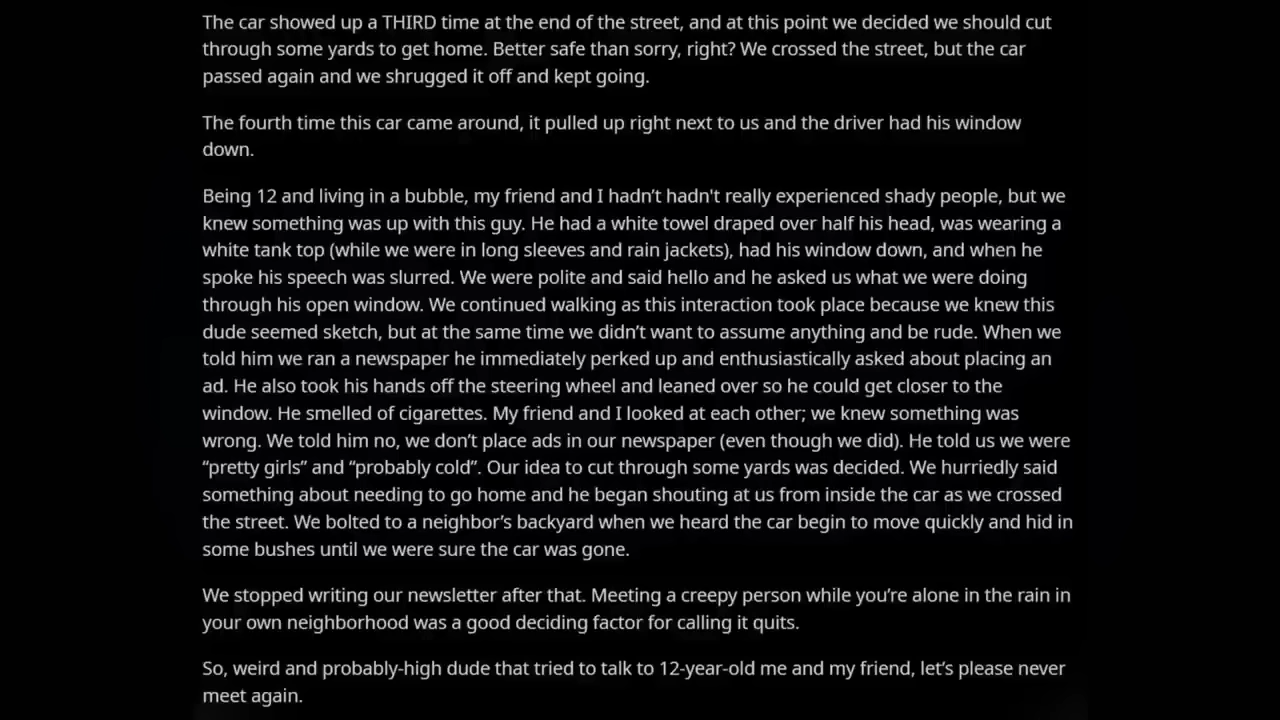 The car showed up a THIRD time at the end of the street, and at this point we decided we should cut
through some yards to get home. Better safe than sorry, right? We crossed the street, but the car
passed again and we shrugged it off and kept going.
The fourth time this car came around, it pulled up right next to us and the driver had his window
down.
Being 12 and living in a bubble, my friend and I hadn’t hadn't really experienced shady people, but we
knew something was up with this guy. He had a white towel draped over half his head, was wearing a
white tank top (while we were in long sleeves and rain jackets), had his window down, and when he
spoke his speech was slurred. We were polite and said hello and he asked us what we were doing
through his open window. We continued walking as this interaction took place because we knew this
dude seemed sketch, but at the same time we didn’t want to assume anything and be rude. When we
told him we ran a newspaper he immediately perked up and enthusiastically asked about placing an
ad. He also took his hands off the steering wheel and leaned over so he could get closer to the
window. He smelled of cigarettes. My friend and I looked at each other; we knew something was
wrong. We told him no, we don’t place ads in our newspaper (even though we did). He told us we were
“pretty girls” and “probably cold”. Our idea to cut through some yards was decided. We hurriedly said
something about needing to go home and he began shouting at us from inside the car as we crossed
the street. We bolted to a neighbor’s backyard when we heard the car begin to move quickly and hid in
some bushes until we were sure the car was gone.
We stopped writing our newsletter after that. Meeting a creepy person while you’re alone in the rain in
your own neighborhood was a good deciding factor for calling it quits.
So, weird and probably-high dude that tried to talk to 12-year-old me and my friend, let’s please never
meet again.